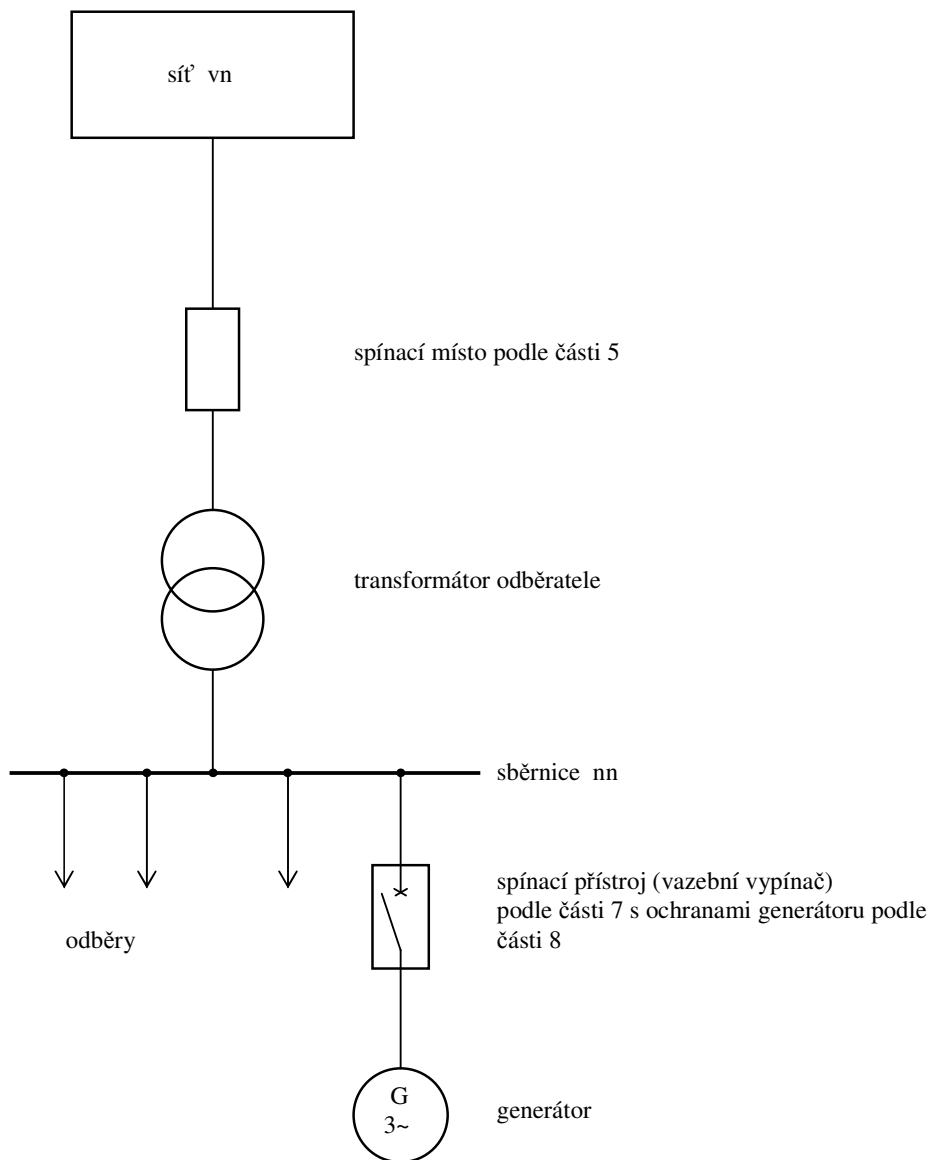 síť vn
spínací místo podle části 5
transformátor odběratele
sběrnice nn
spínací přístroj (vazební vypínač)
podle části 7 s ochranami generátoru podle
části 8
odběry
G
3~
generátor